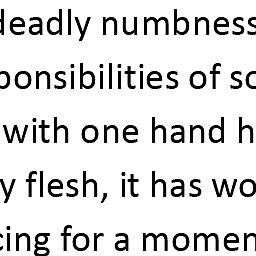 deadly numbness
ponsibilities of so
with one hand h
y flesh, it has wo
cing for a momen